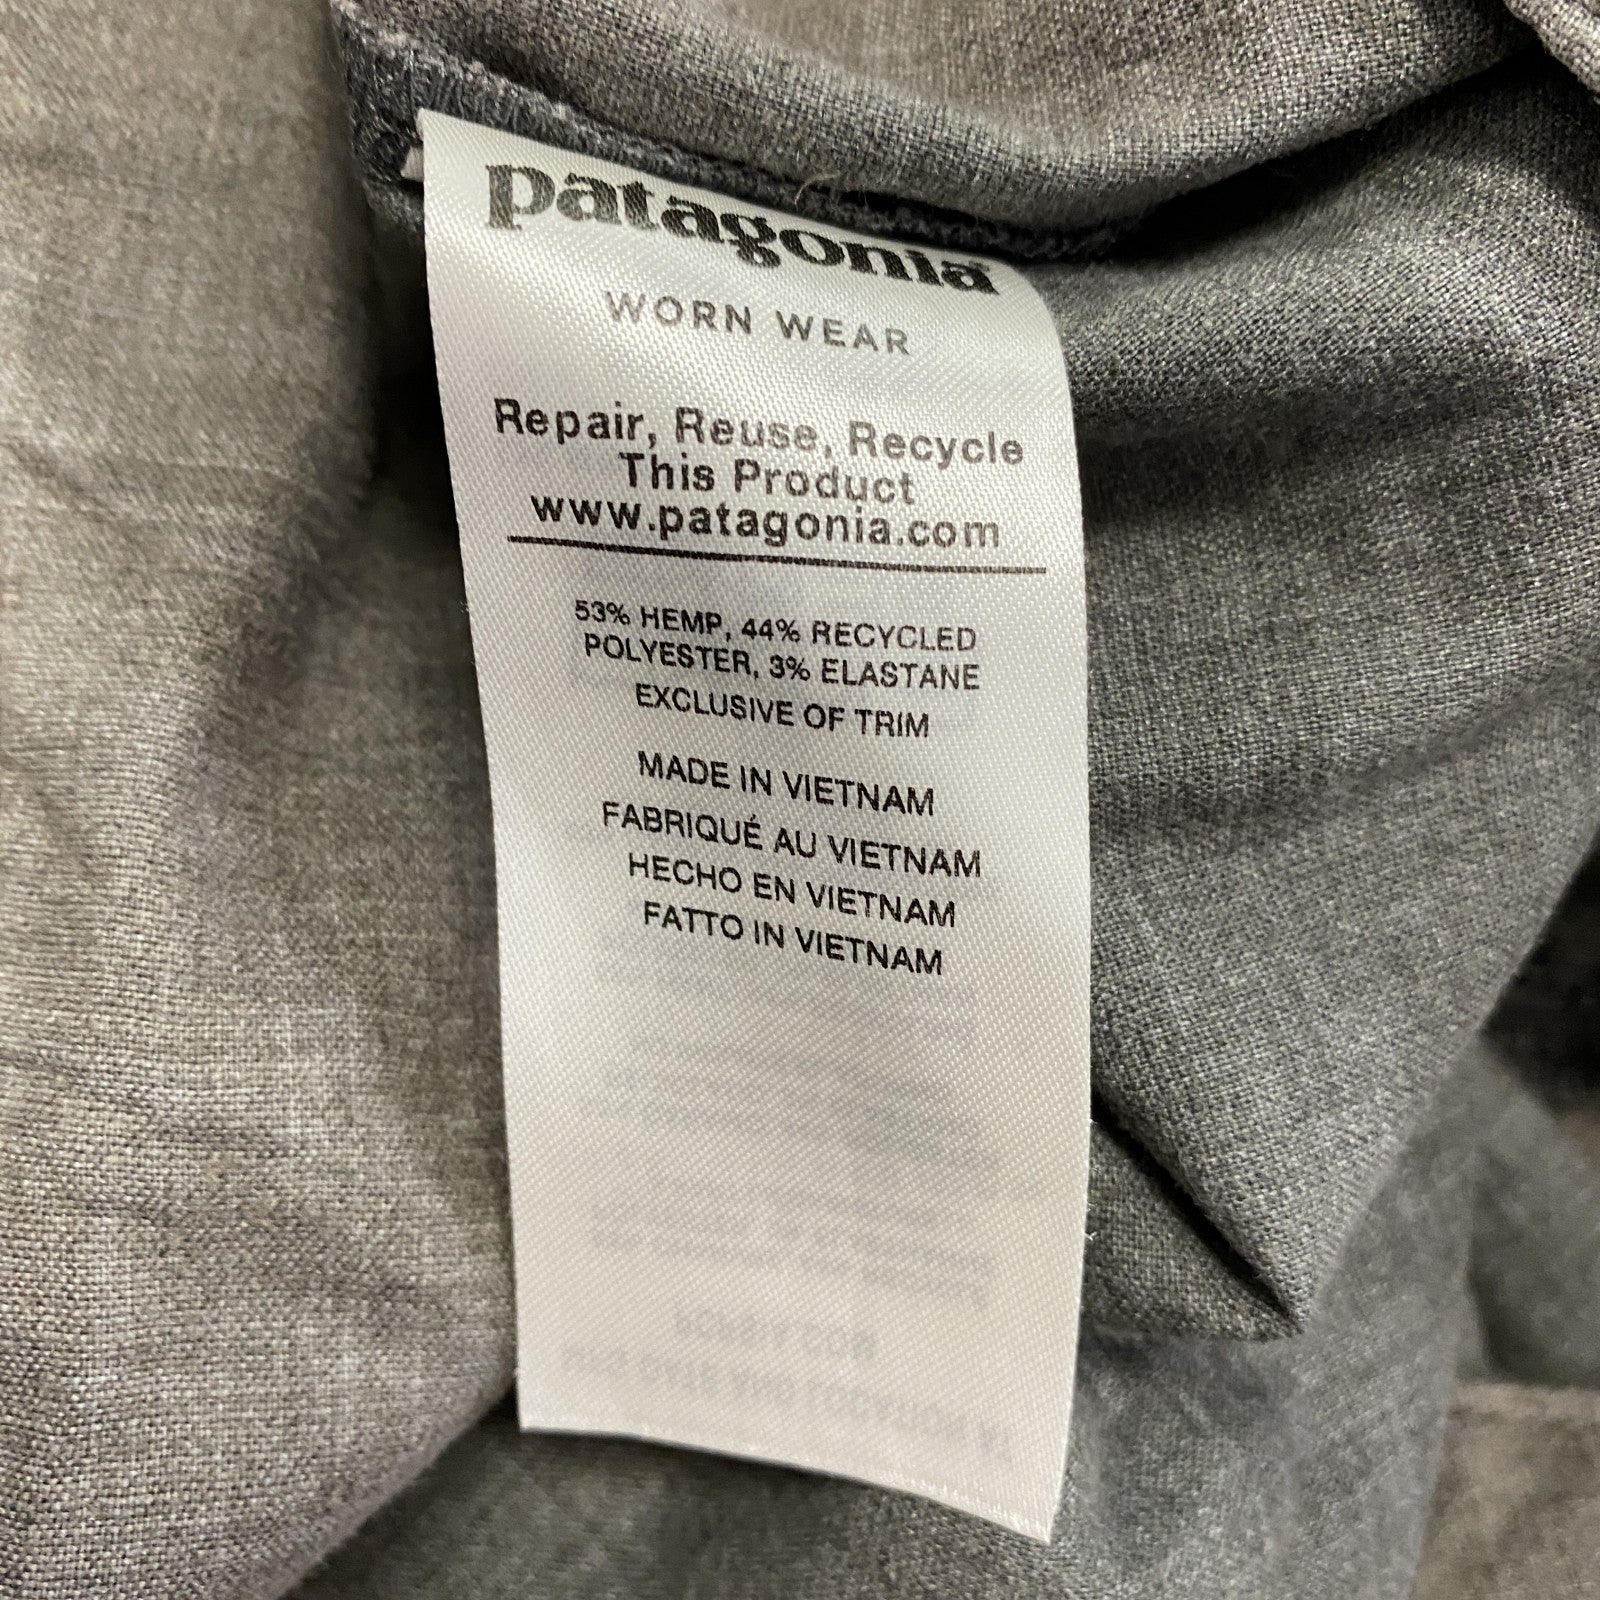 patagonia
WORN WEAR
Repair, Reuse, Recycle
This Product
www.patagonia.com
53% HEMP, 44% RECYCLED
POLYESTER, 3% ELASTANE
EXCLUSIVE OF TRIM
MADE IN VIETNAM
FABRIQUÉ AU VIETNAM
HECHO EN VIETNAM
FATTO IN VIETNAM